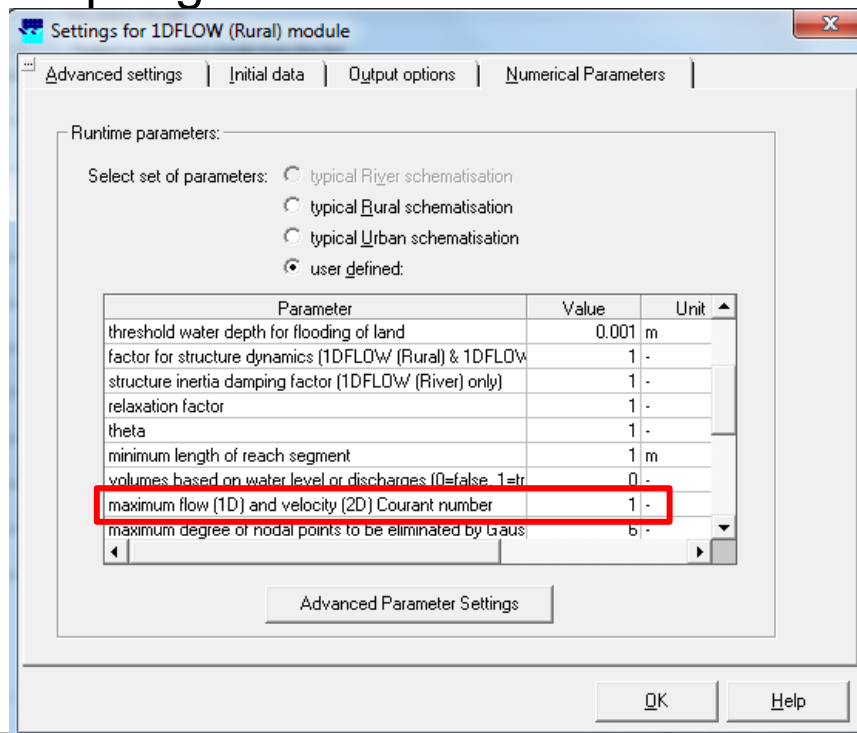 Settings for 1DFLOW (Rural) module
X
... Advanced settings Initial data Output options Numerical Parameters
Runtime parameters:
Select set of parameters: typical River schematisation
typical Rural schematisation
typical Urban schematisation
user defined:
Parameter Value Unit
threshold water depth for flooding of land 0.001 m
factor for structure dynamics (1DFLOW (Rural) & 1DFLOW 1 -
structure inertia damping factor (1DFLOW (River) only) 1 -
relaxation factor 1 -
theta 1 -
minimum length of reach segment 1 m
volumes based on water level or discharges (0=false, 1=tr 0 -
maximum flow (1D) and velocity (2D) Courant number 1 -
maximum degree of nodal points to be eliminated by Gaus 6 -
Advanced Parameter Settings
OK Help